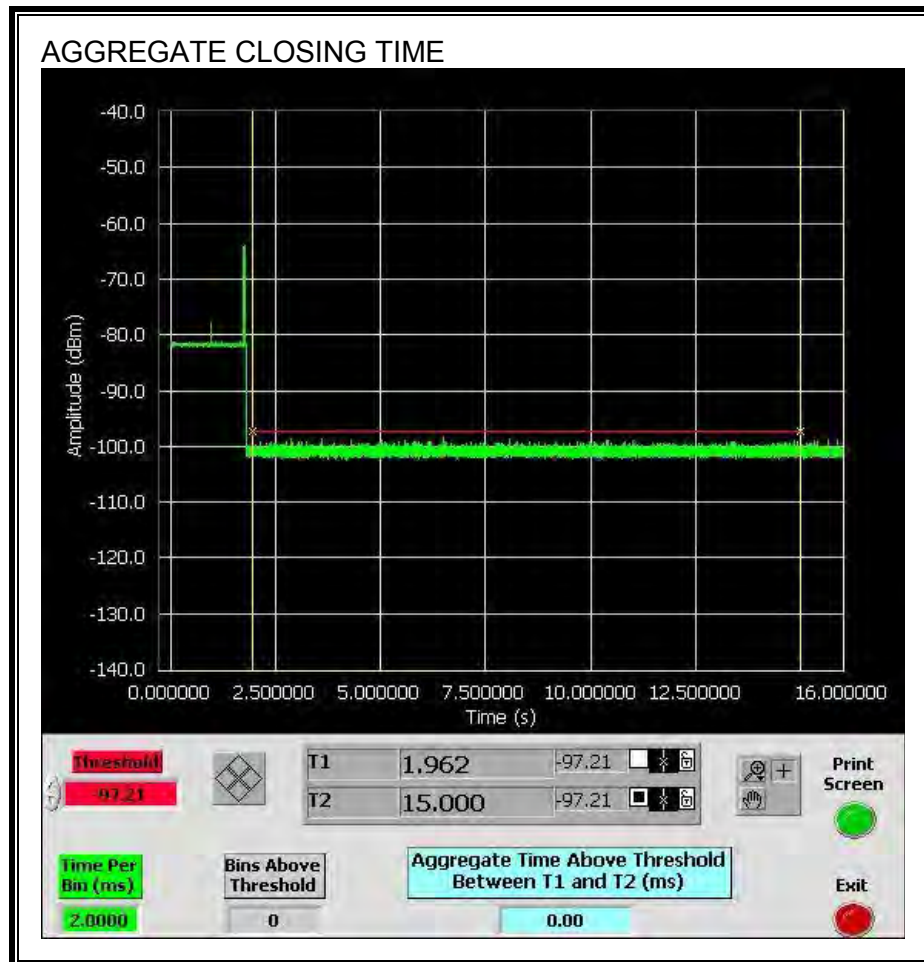 AGGREGATE CLOSING TIME
-40.0
-50.0
-60.0
-70.0
-80.0
-90.0
-100.0
-110.0
-120.0
-130.0
-140.0
Amplitude (dBm)
0.000000 2.500000 5.000000 7.500000 10.000000 12.500000 16.000000
Time (s)
Threshold
-97.21
T1 1.962 -97.21
T2 15.000 -97.21
Print
Screen
Time Per
Bin (ms)
2.0000
Bins Above
Threshold
0
Aggregate Time Above Threshold
Between T1 and T2 (ms)
0.00
Exit